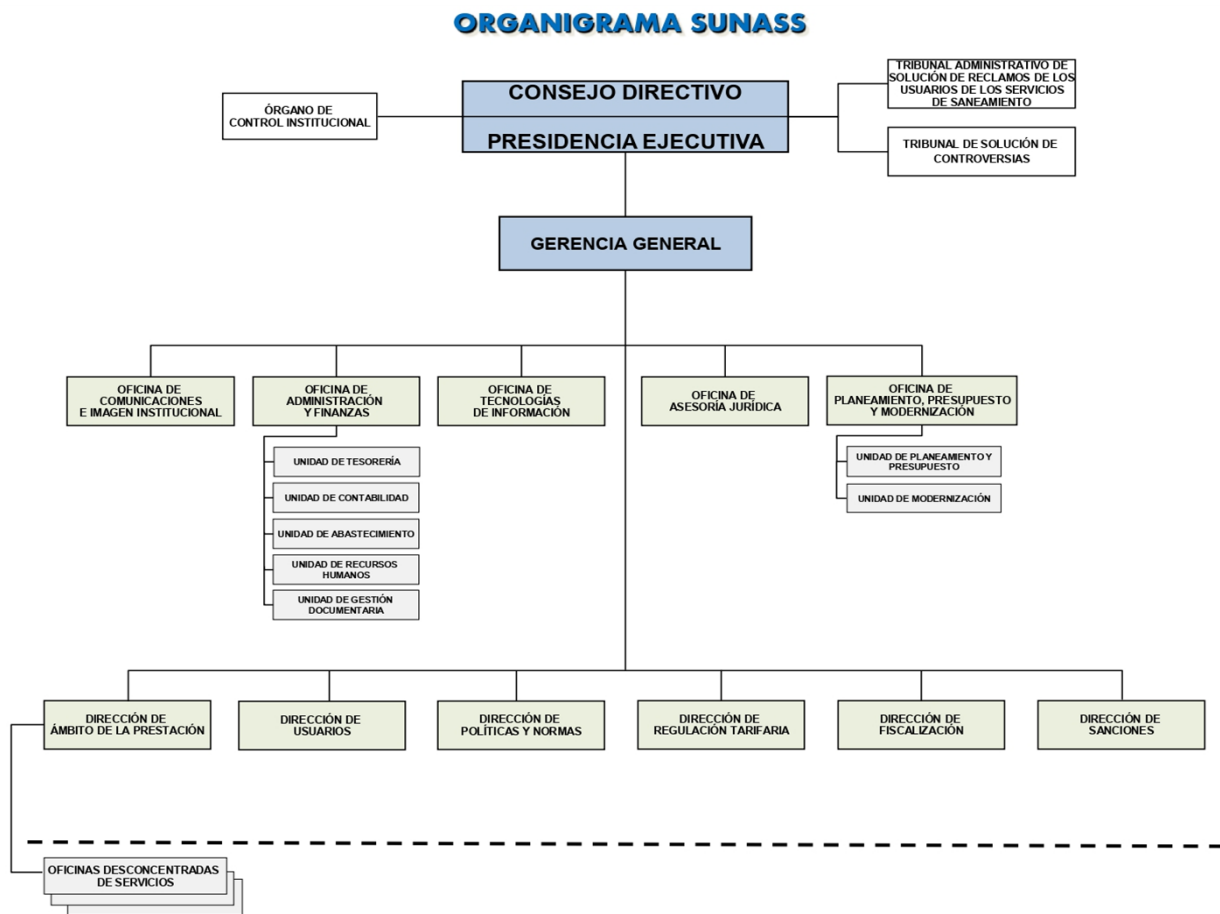 ORGANIGRAMA SUNASS
CONSEJO DIRECTIVO
PRESIDENCIA EJECUTIVA
ÓRGANO DE
CONTROL INSTITUCIONAL
TRIBUNAL ADMINISTRATIVO DE
SOLUCIÓN DE RECLAMOS DE LOS
USUARIOS DE LOS SERVICIOS
DE SANEAMIENTO
TRIBUNAL DE SOLUCIÓN DE
CONTROVERSIAS
GERENCIA GENERAL
OFICINA DE
COMUNICACIONES
E IMAGEN INSTITUCIONAL
OFICINA DE
ADMINISTRACIÓN
Y FINANZAS
UNIDAD DE TESORERÍA
UNIDAD DE CONTABILIDAD
UNIDAD DE ABASTECIMIENTO
UNIDAD DE RECURSOS
HUMANOS
UNIDAD DE GESTIÓN
DOCUMENTARIA
OFICINA DE
TECNOLOGÍAS
DE INFORMACIÓN
OFICINA DE
ASESORÍA JURÍDICA
OFICINA DE
PLANEAMIENTO, PRESUPUESTO
Y MODERNIZACIÓN
UNIDAD DE PLANEAMIENTO Y
PRESUPUESTO
UNIDAD DE MODERNIZACIÓN
DIRECCIÓN DE
ÁMBITO DE LA PRESTACIÓN
DIRECCIÓN DE
USUARIOS
DIRECCIÓN DE
POLÍTICAS Y NORMAS
DIRECCIÓN DE
REGULACIÓN TARIFARIA
DIRECCIÓN DE
FISCALIZACIÓN
DIRECCIÓN DE
SANCIONES
OFICINAS DESCONCENTRADAS
DE SERVICIOS